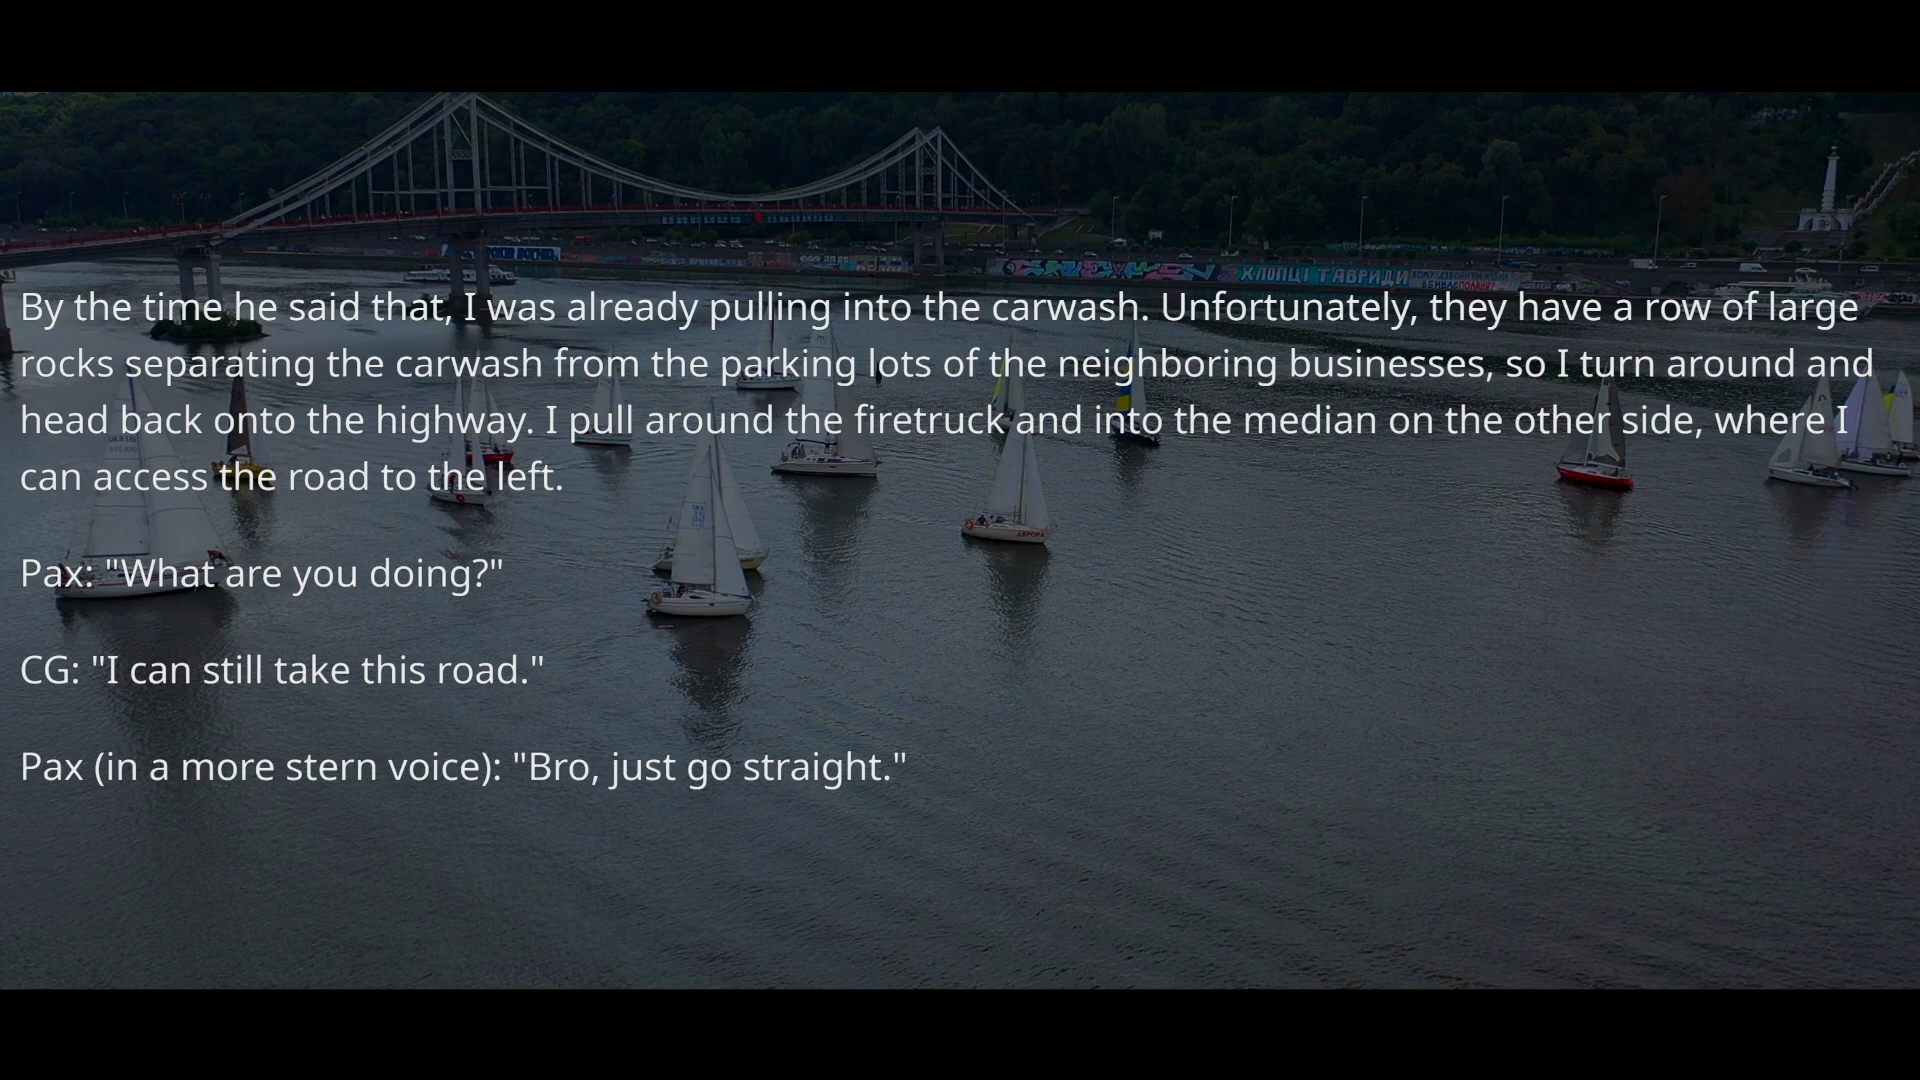 ХЛОПЦІ ТАВРИДИ
By the time he said that, I was already pulling into the carwash. Unfortunately, they have a row of large
rocks separating the carwash from the parking lots of the neighboring businesses, so I turn around and
head back onto the highway. I pull around the firetruck and into the median on the other side, where I
can access the road to the left.
АВРОРА
Pax: "What are you doing?"
CG: "I can still take this road."
Pax (in a more stern voice): "Bro, just go straight."